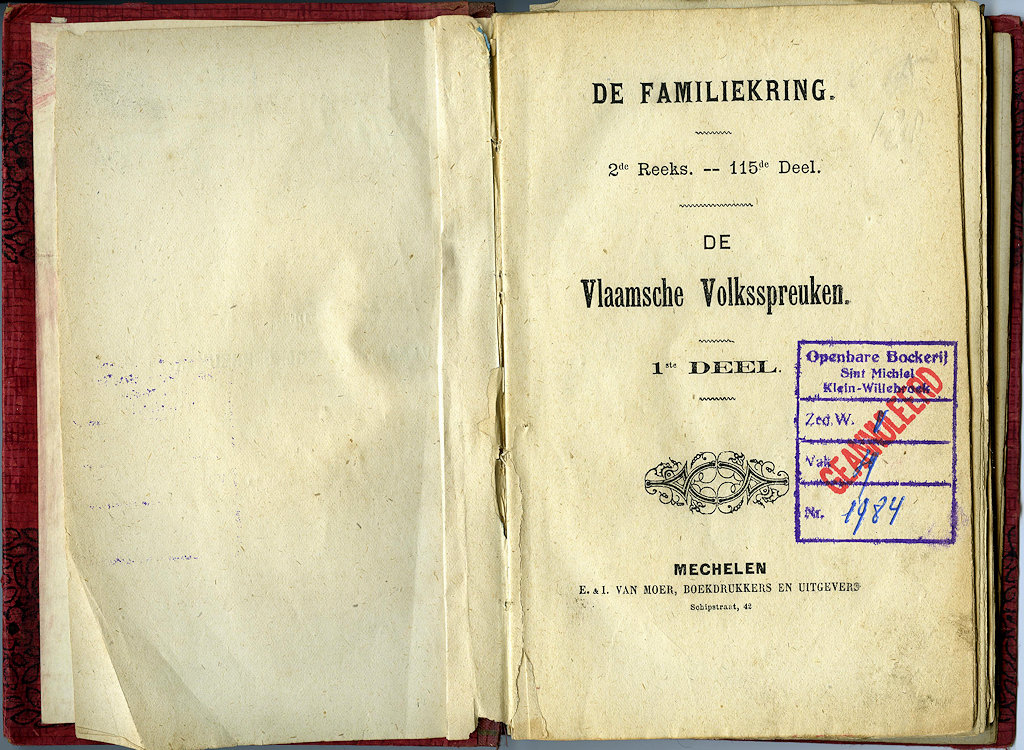 DE FAMILIEKRING.
2de Reeks. -- 115de Deel.
DE
Vlaamsche Volksspreuken.
1ste DEEL.
Openbare Boekerij
Sint Michiel
Klein-Willebroek
GEANNULEERD
Zed. W.
Vak
Nr. 1984
MECHELEN
E. & I. VAN MOER, BOEKDRUKKERS EN UITGEVERS
Schipstraat, 42